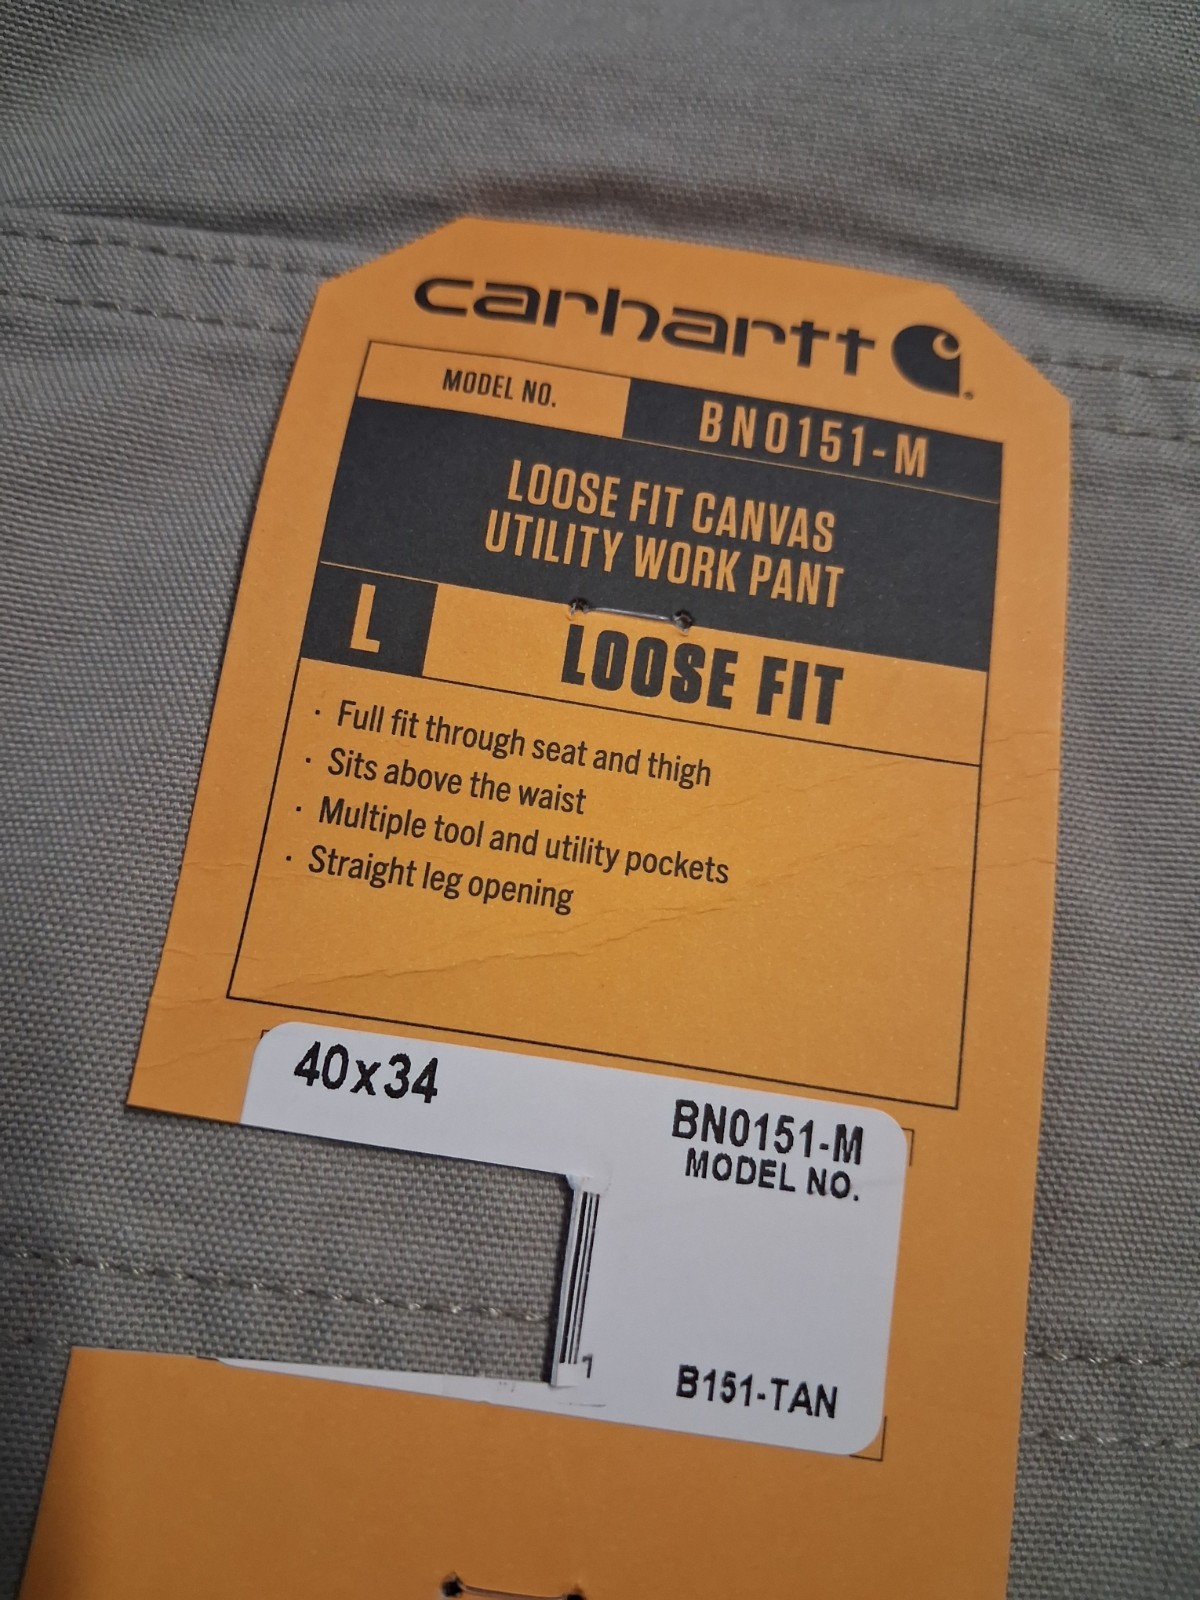 carhartt
MODEL NO. BN0151-M
LOOSE FIT CANVAS
UTILITY WORK PANT
L LOOSE FIT
· Full fit through seat and thigh
· Sits above the waist
· Multiple tool and utility pockets
· Straight leg opening
40x34
BN0151-M
MODEL NO.
1
B151-TAN